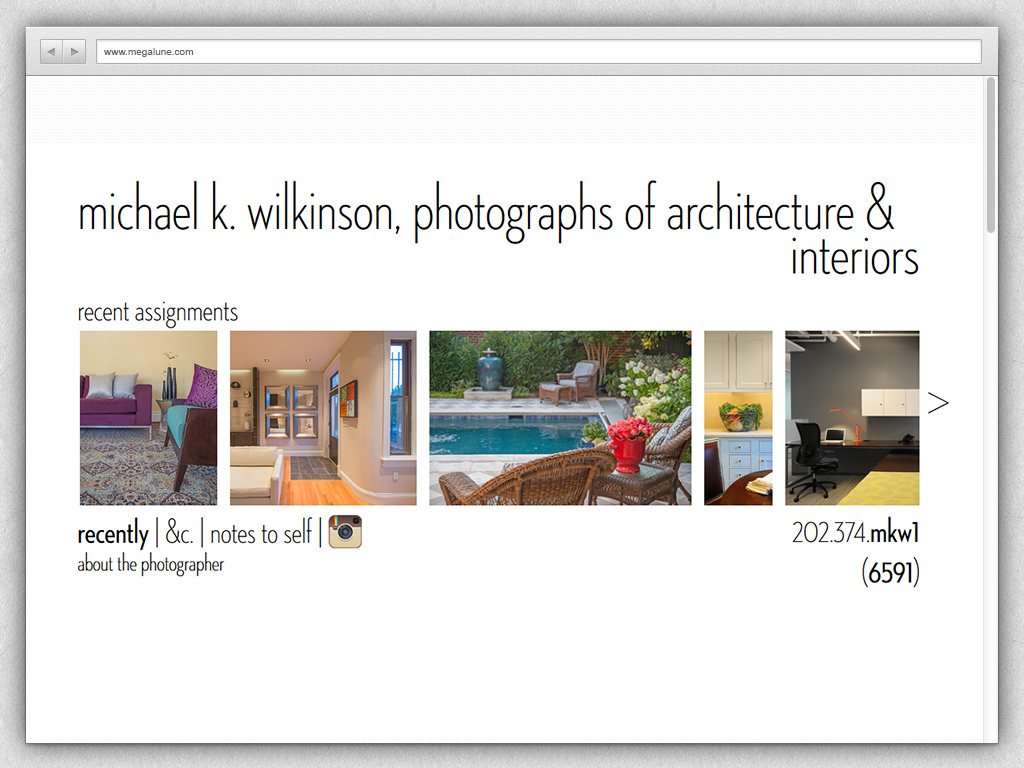 www.megalune.com
michael k. wilkinson, photographs of architecture &
interiors
recent assignments
>
recently | &c. | notes to self |
about the photographer
202.374.mkw1
(6591)